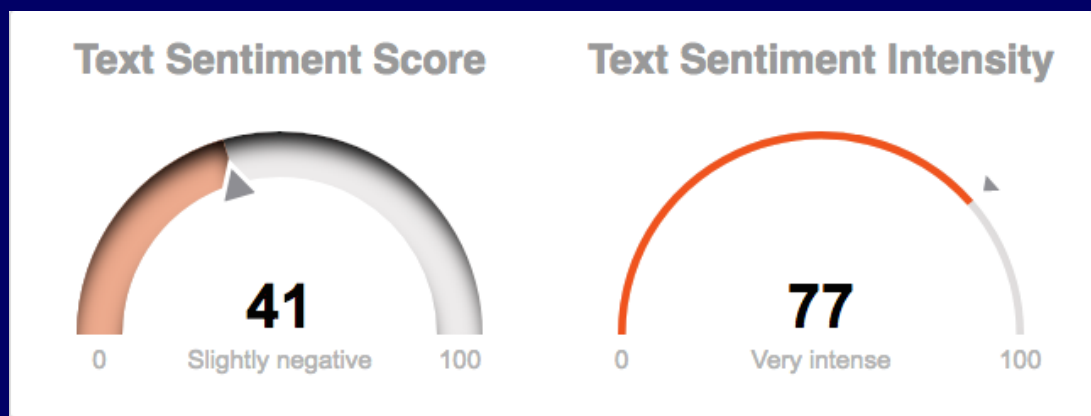 Text Sentiment Score
41
0 Slightly negative 100
Text Sentiment Intensity
77
0 Very intense 100